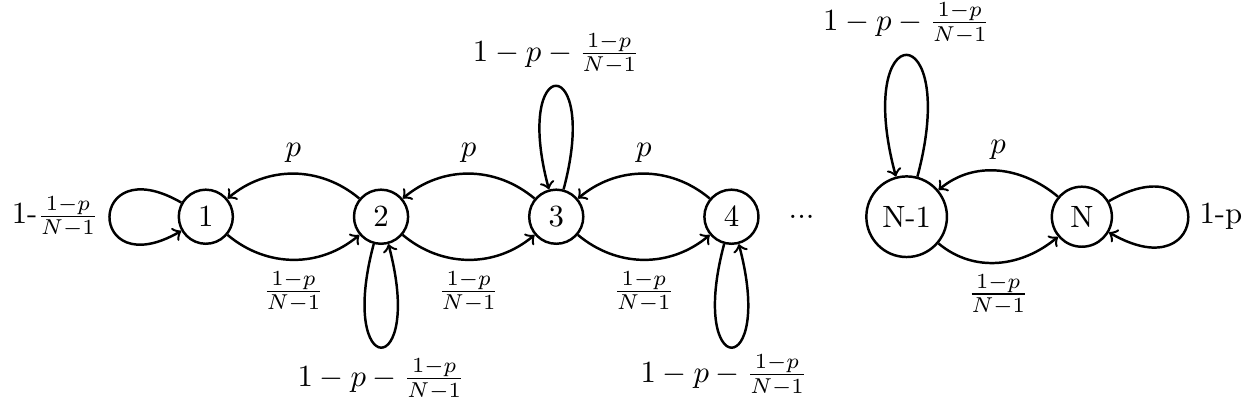 1 − p − \frac{1−p}{N−1}
1 − p − \frac{1−p}{N−1}
p p p p
1-\frac{1−p}{N−1} 1 2 3 4 ... N-1 N 1-p
\frac{1−p}{N−1} \frac{1−p}{N−1} \frac{1−p}{N−1} \frac{1−p}{N−1}
1 − p − \frac{1−p}{N−1} 1 − p − \frac{1−p}{N−1}